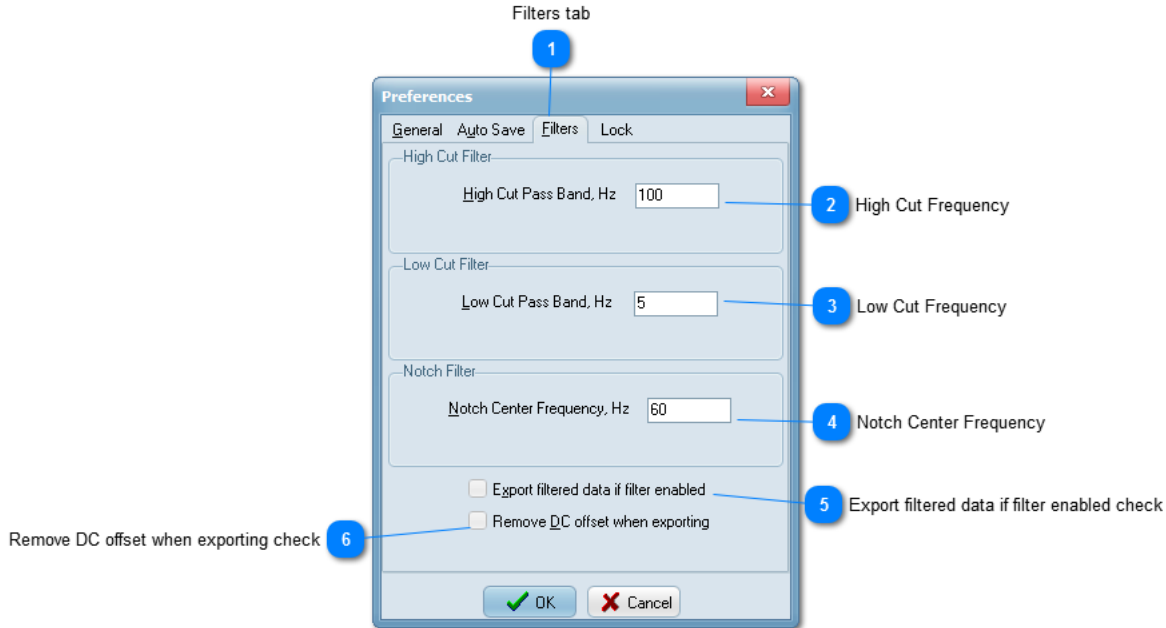 Filters tab
1
Preferences
General Auto Save Filters Lock
High Cut Filter
High Cut Pass Band, Hz 100
2 High Cut Frequency
Low Cut Filter
Low Cut Pass Band, Hz 5
3 Low Cut Frequency
Notch Filter
Notch Center Frequency, Hz 60
4 Notch Center Frequency
Export filtered data if filter enabled
5 Export filtered data if filter enabled check
Remove DC offset when exporting
Remove DC offset when exporting check 6
OK Cancel